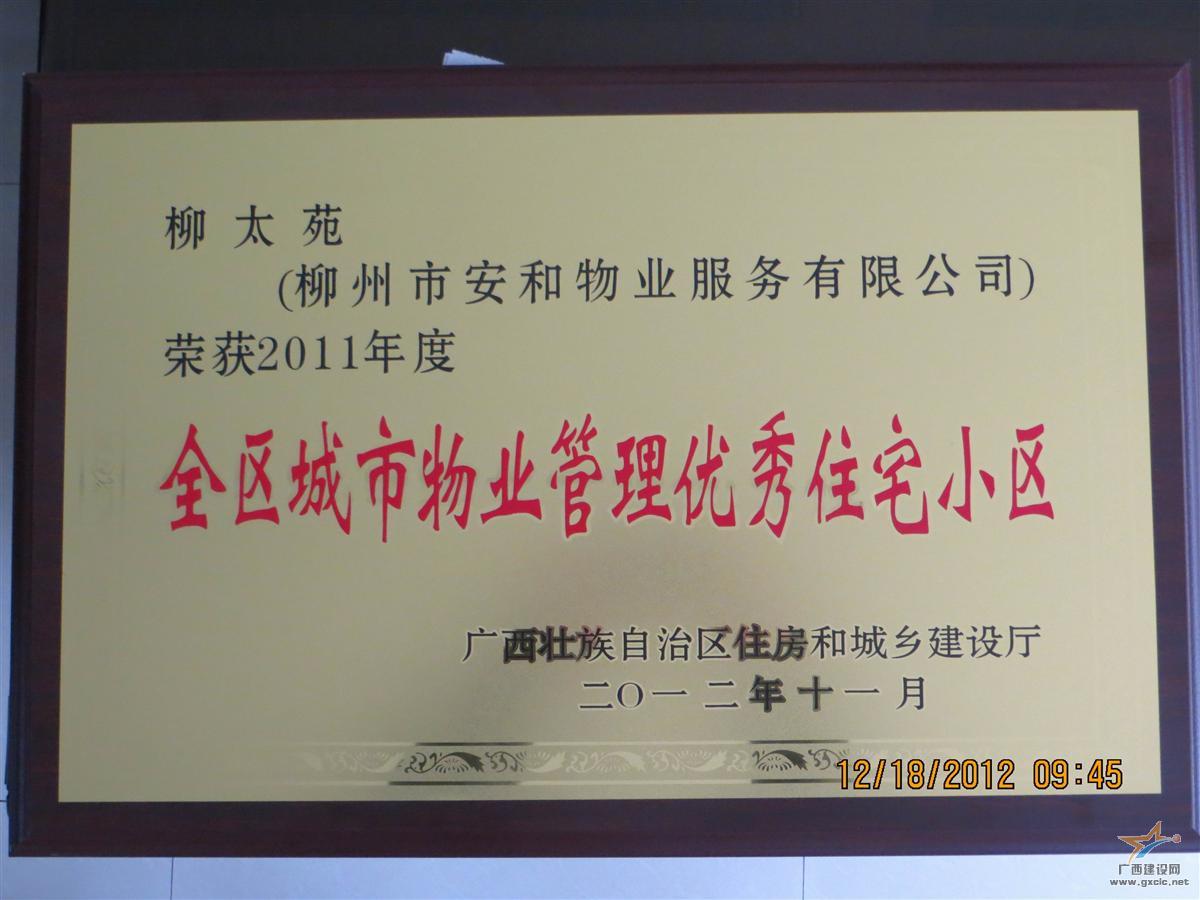 柳太苑
(柳州市安和物业服务有限公司)
荣获2011年度
全区城市物业管理优秀住宅小区
广西壮族自治区住房和城乡建设厅
二〇一二年十一月
12/18/2012 09:45
广西建设网
www.gxcic.net